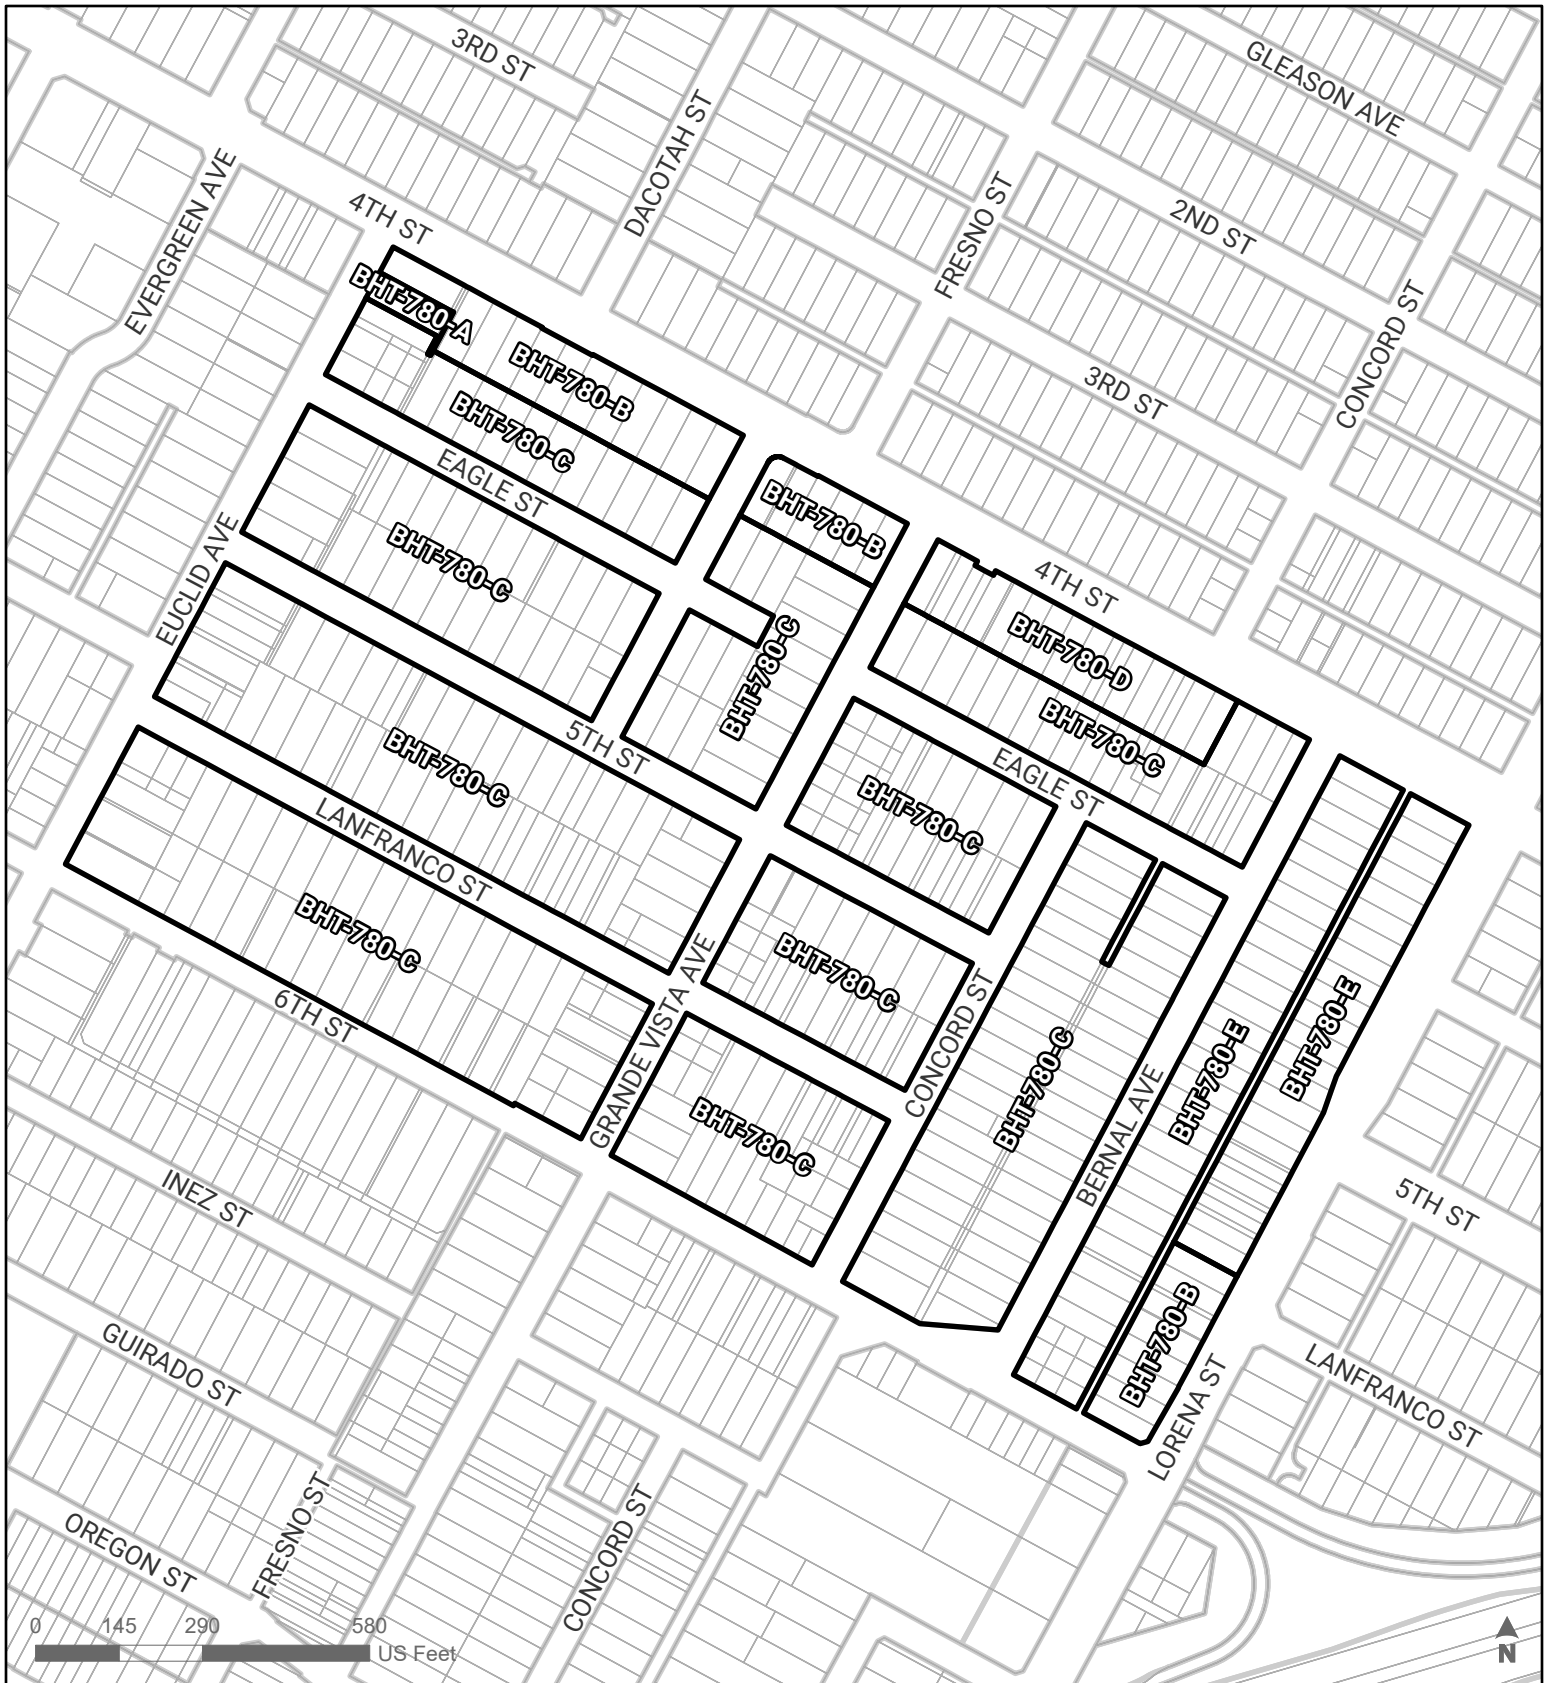 3RD ST
GLEASON AVE
DACOTAH ST
EVERGREEN AVE
4TH ST
FRESNO ST
2ND ST
BHT-780-A
CONCORD ST
BHT-780-B
3RD ST
BHT-780-C
EAGLE ST
BHT-780-B
BHT-780-C
EUCLID AVE
4TH ST
BHT-780-D
BHT-780-C
BHT-780-C
5TH ST
BHT-780-C
EAGLE ST
BHT-780-C
LANFRANCO ST
BHT-780-C
BHT-780-C
6TH ST
GRANDE VISTA AVE
CONCORD ST
BHT-780-C
BHT-780-E
BHT-780-E
BHT-780-C
BERNAL AVE
INEZ ST
5TH ST
BHT-780-B
GUIRADO ST
LORENA ST
LANFRANCO ST
FRESNO ST
CONCORD ST
OREGON ST
0 145 290 580
US Feet
N